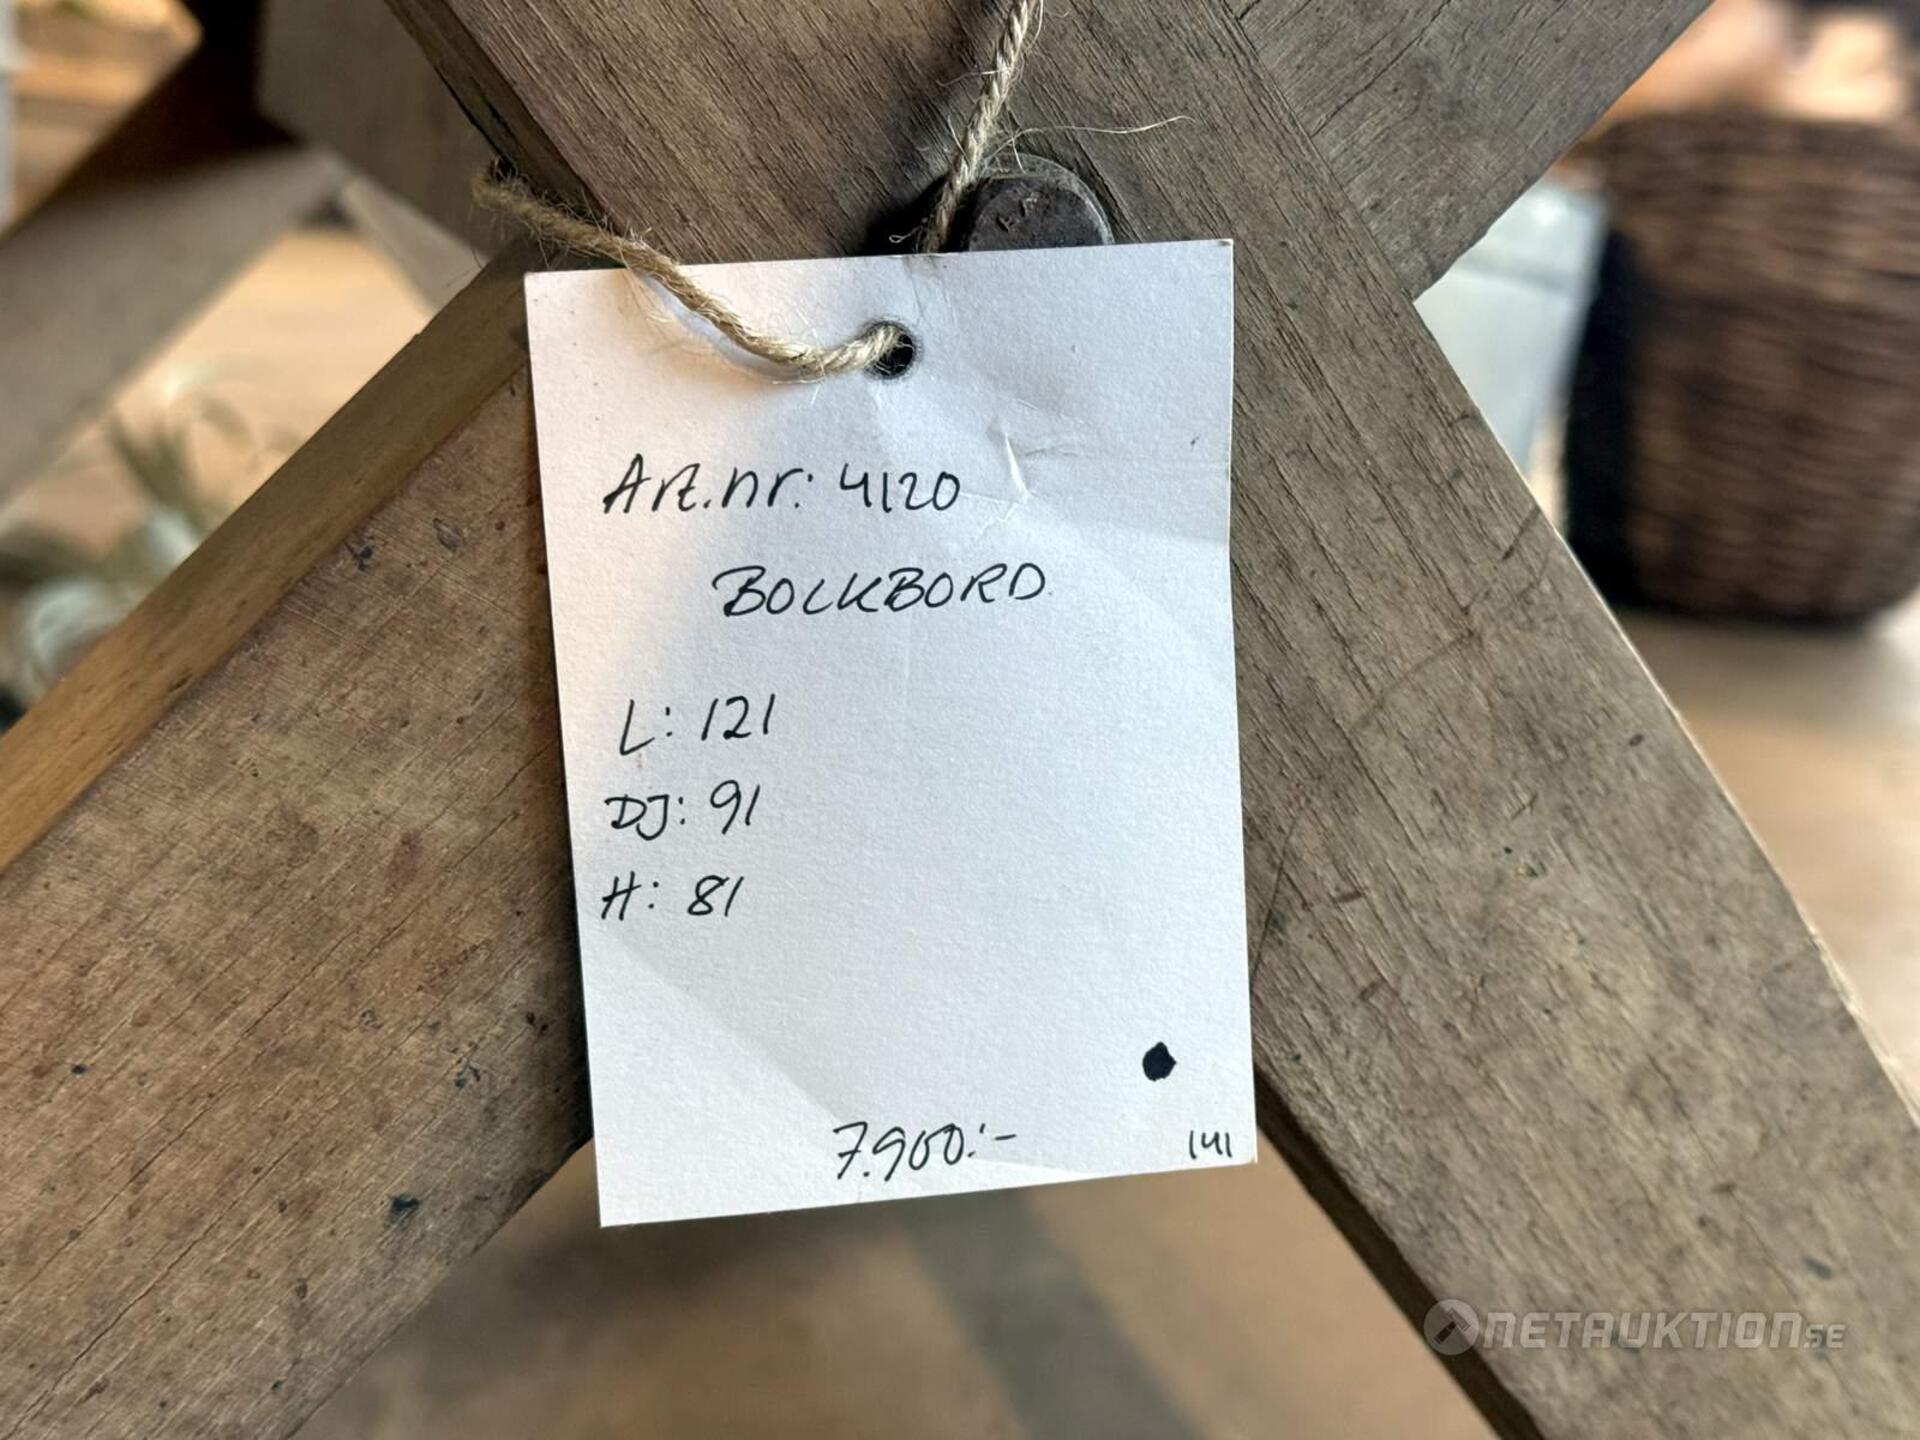 Art.nr: 4120
BOCKBORD
L: 121
DJ: 91
H: 81
7.900:-
141
NETAUKTION.SE